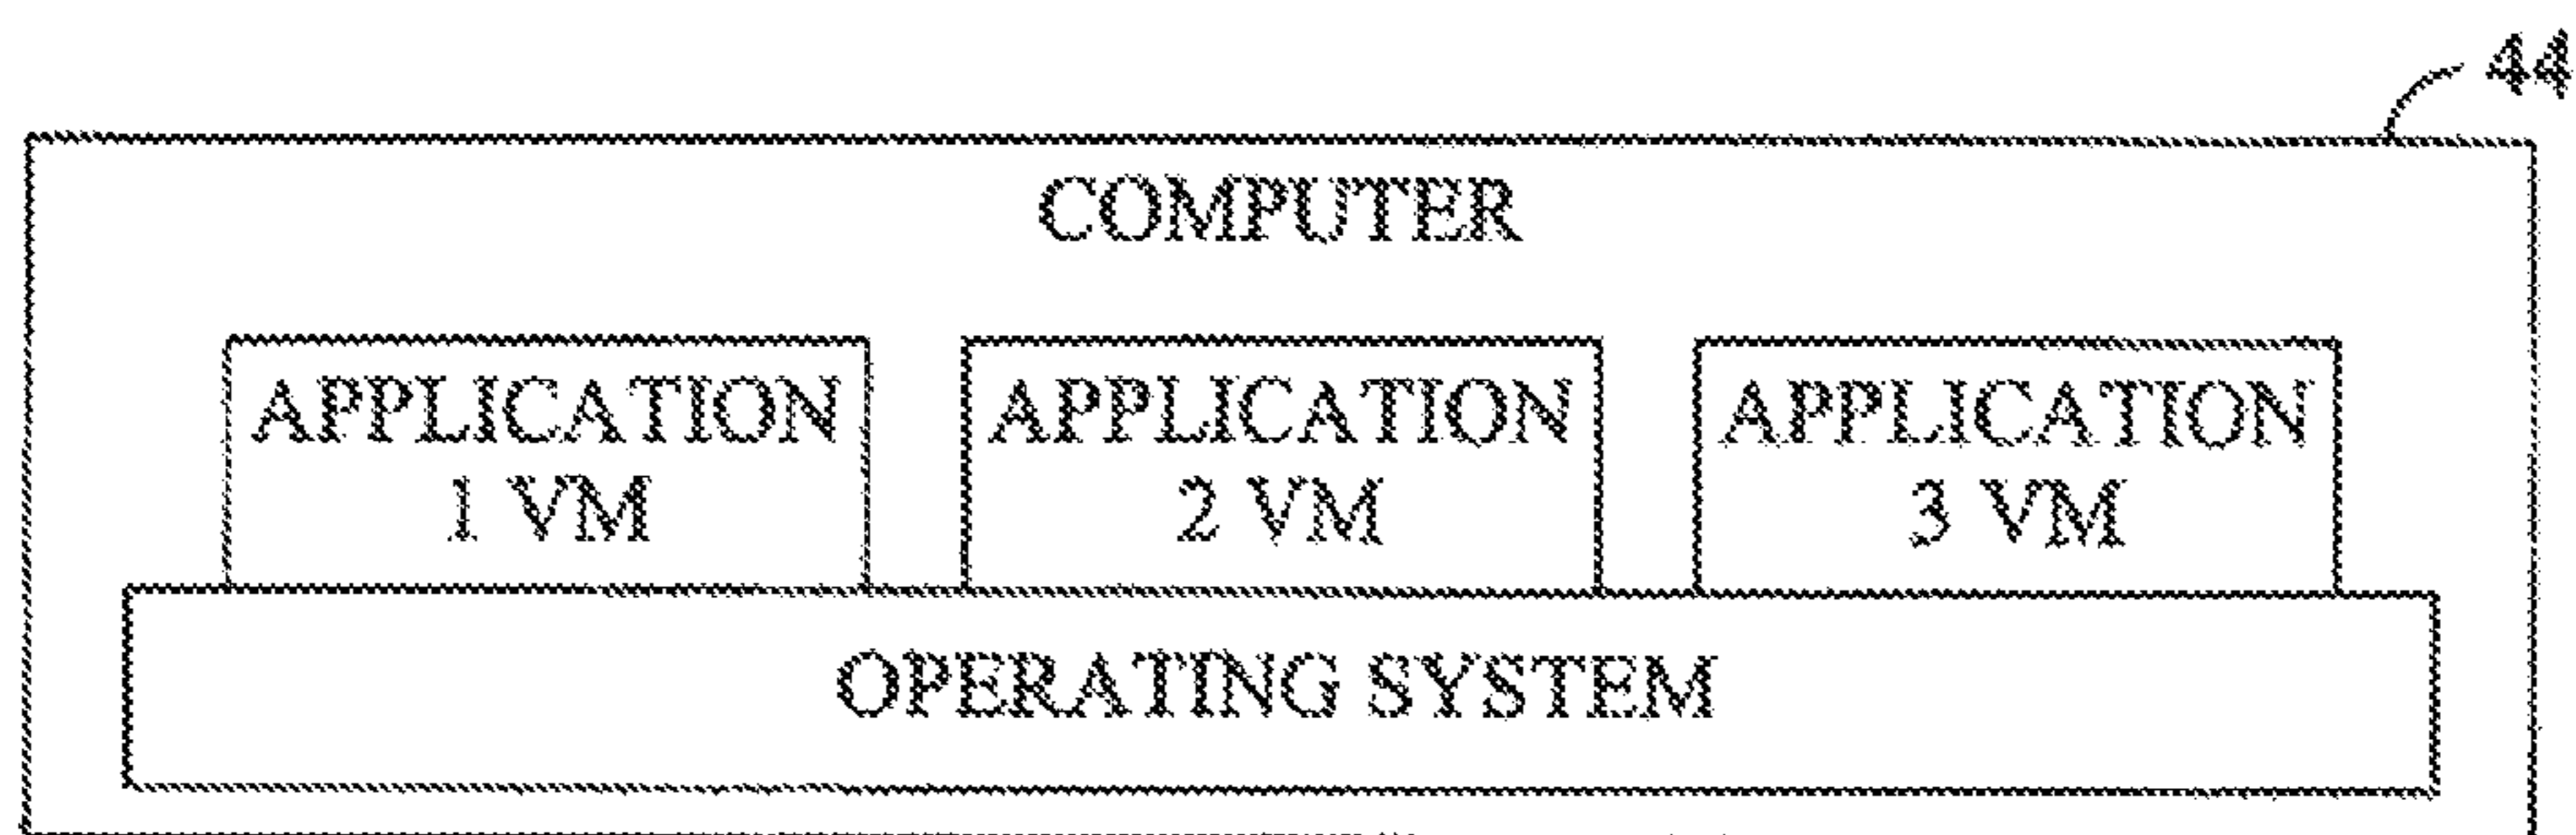 44
COMPUTER
APPLICATION
1 VM
APPLICATION
2 VM
APPLICATION
3 VM
OPERATING SYSTEM